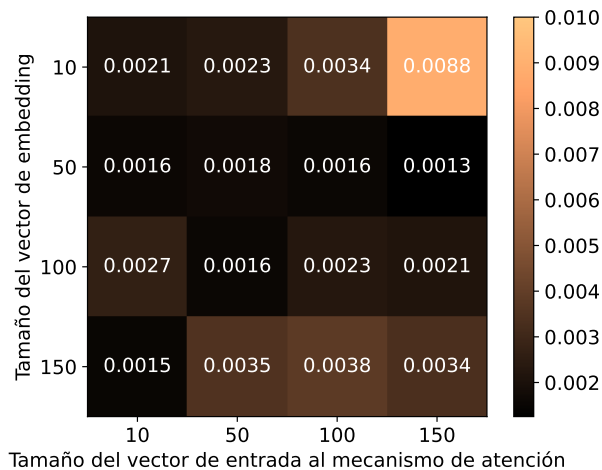 Tamaño del vector de embedding
10 0.0021 0.0023 0.0034 0.0088
50 0.0016 0.0018 0.0016 0.0013
100 0.0027 0.0016 0.0023 0.0021
150 0.0015 0.0035 0.0038 0.0034
10 50 100 150
Tamaño del vector de entrada al mecanismo de atención
0.010
0.009
0.008
0.007
0.006
0.005
0.004
0.003
0.002